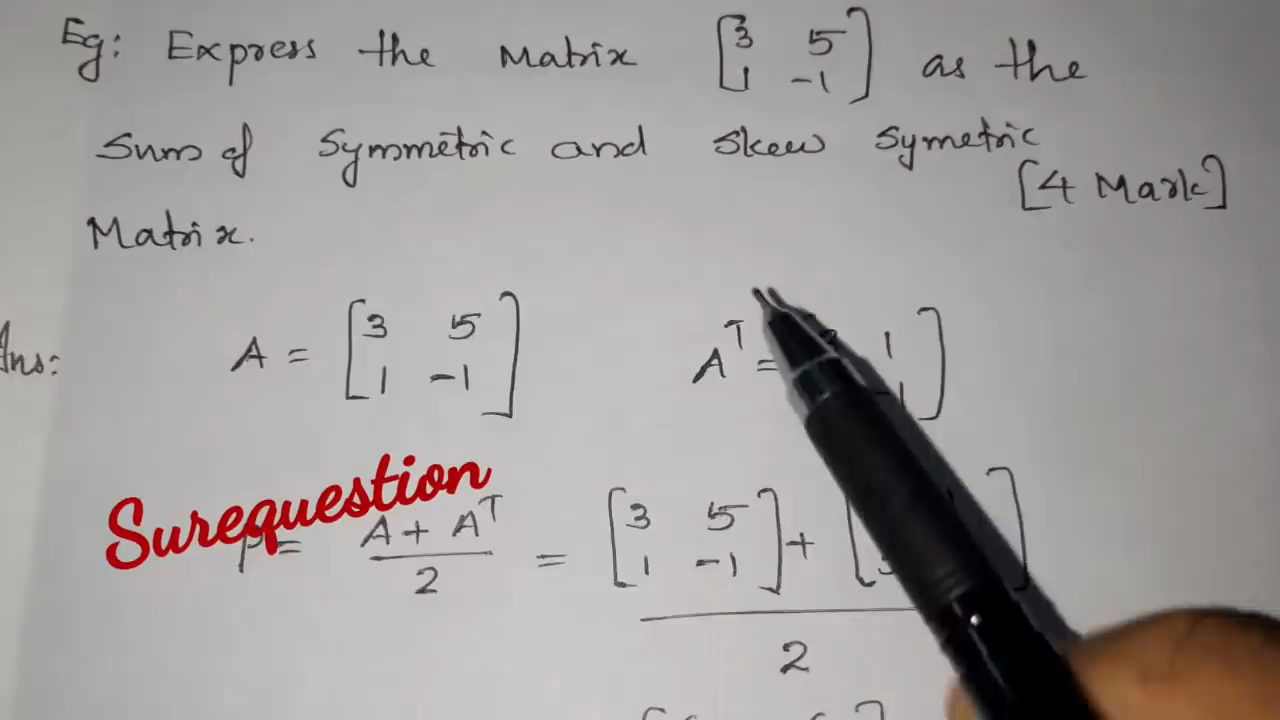 Eg: Express the Matrix [3 5
1 -1] as the
Sum of Symmetric and Skew Symetric
[4 Mark]
Matrix.
Ans: A = [3 5
1 -1] A^T = 1
Surequestion
P = A + A^T / 2 = [3 5
1 -1] +
2